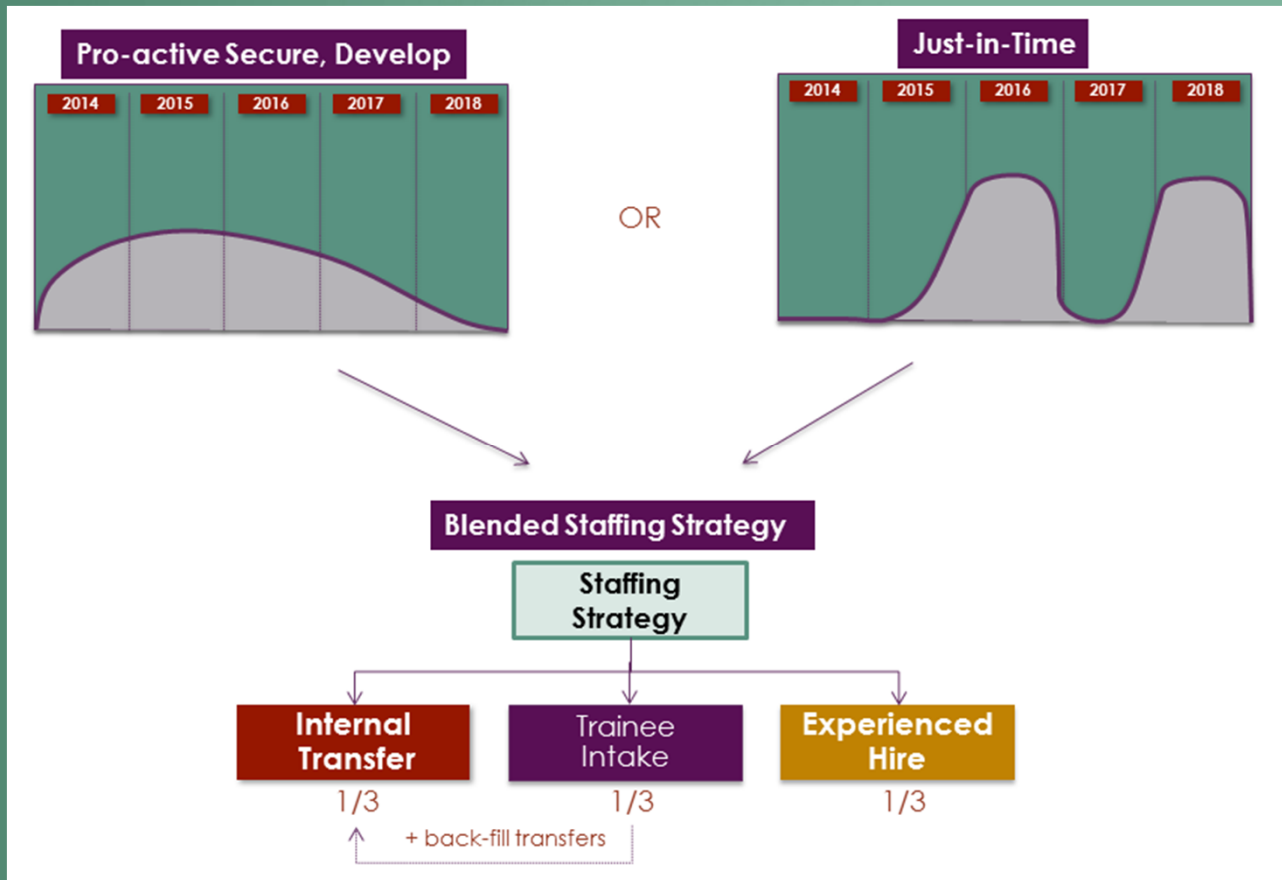 Pro-active Secure, Develop
2014 2015 2016 2017 2018
Just-in-Time
2014 2015 2016 2017 2018
OR
Blended Staffing Strategy
Staffing
Strategy
Internal
Transfer
1/3
Trainee
Intake
1/3
Experienced
Hire
1/3
+ back-fill transfers